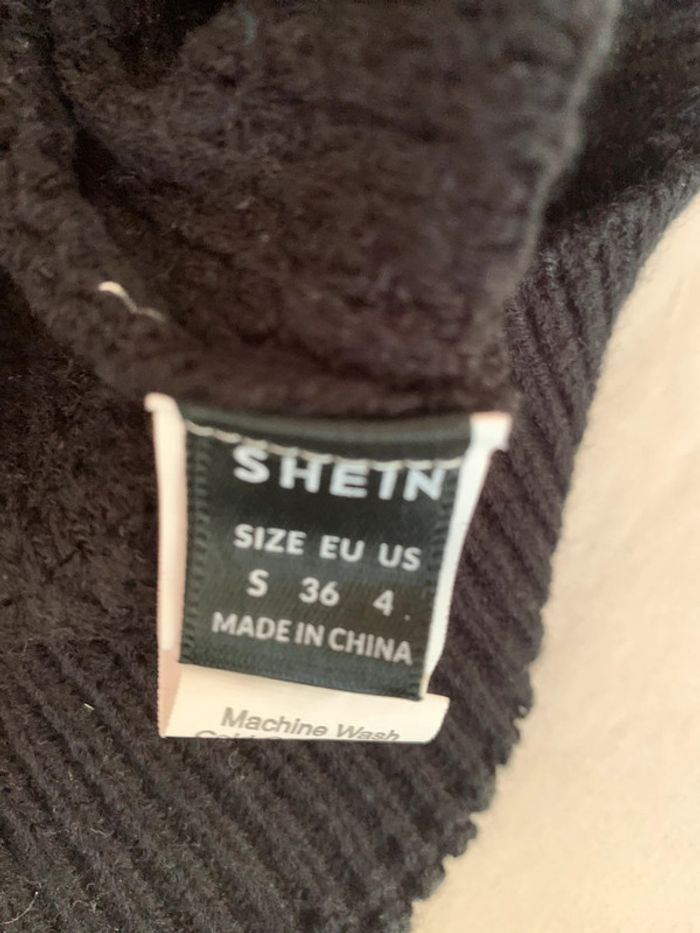 SHEIN
SIZE EU US
S 36 4
MADE IN CHINA
Machine Wash